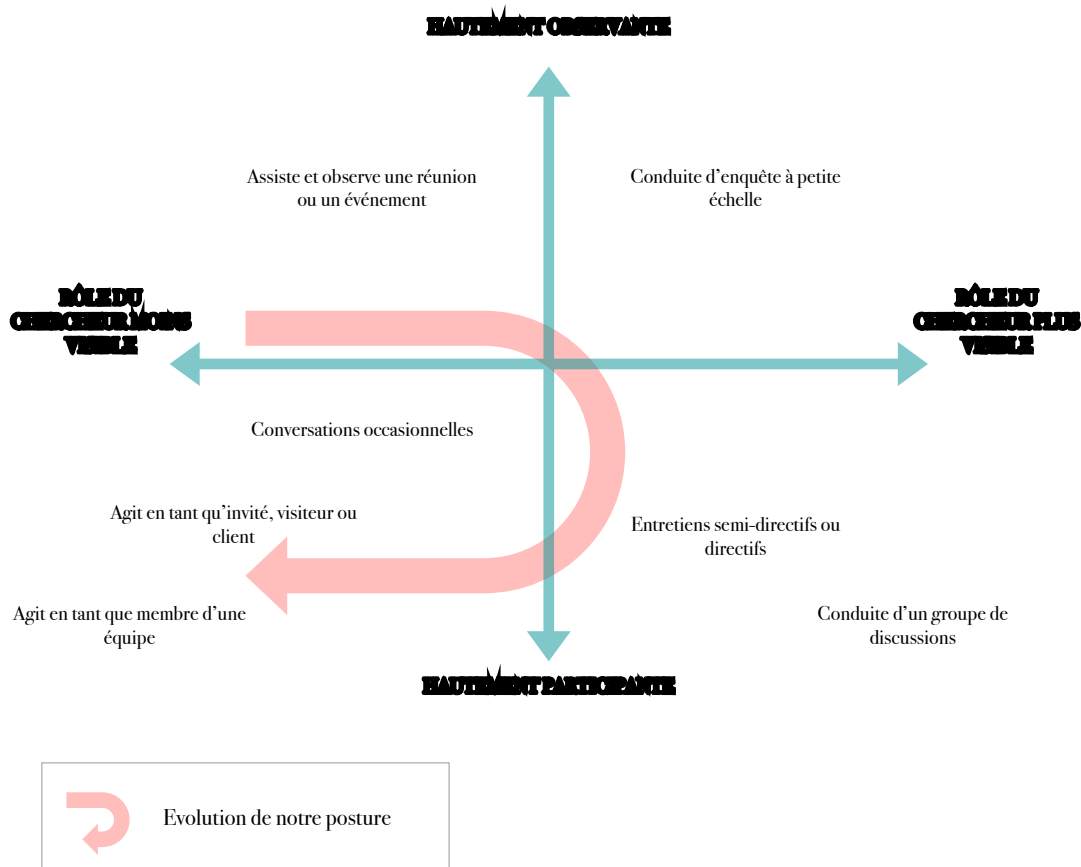 HAUTEMENT OBSERVANTE
Assiste et observe une réunion
ou un événement
Conduite d’enquête à petite
échelle
RÔLE DU
CHERCHEUR MOINS
VISIBLE
RÔLE DU
CHERCHEUR PLUS
VISIBLE
Conversations occasionnelles
Agit en tant qu’invité, visiteur ou
client
Entretiens semi-directifs ou
directifs
Agit en tant que membre d’une
équipe
Conduite d’un groupe de
discussions
HAUTEMENT PARTICIPANTE
Evolution de notre posture